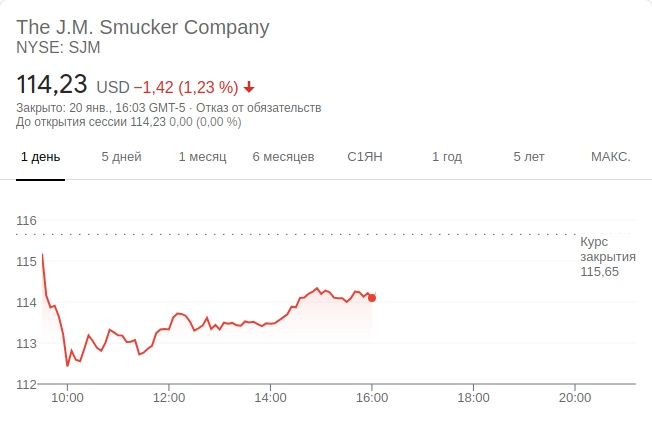 The J.M. Smucker Company
NYSE: SJM
114,23 USD −1,42 (1,23 %)
Закрыто: 20 янв., 16:03 GMT-5 · Отказ от обязательств
До открытия сессии 114,23 0,00 (0,00 %)
1 день 5 дней 1 месяц 6 месяцев С1ЯН 1 год 5 лет МАКС.
116
Курс
закрытия
115,65
115
114
113
112
10:00 12:00 14:00 16:00 18:00 20:00